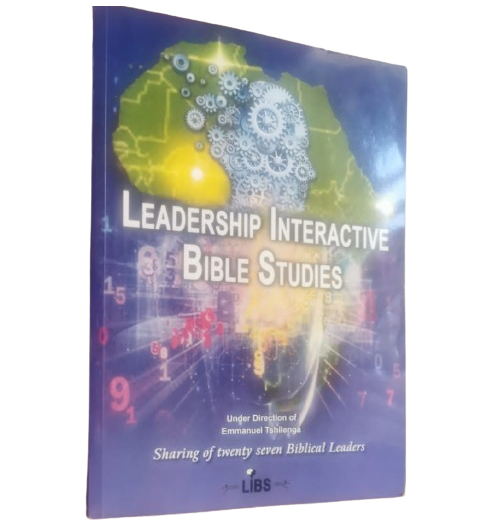 LEADERSHIP INTERACTIVE
BIBLE STUDIES
Under Direction of
Emmanuel Tshilenga
Sharing of twenty seven Biblical Leaders
LIBS